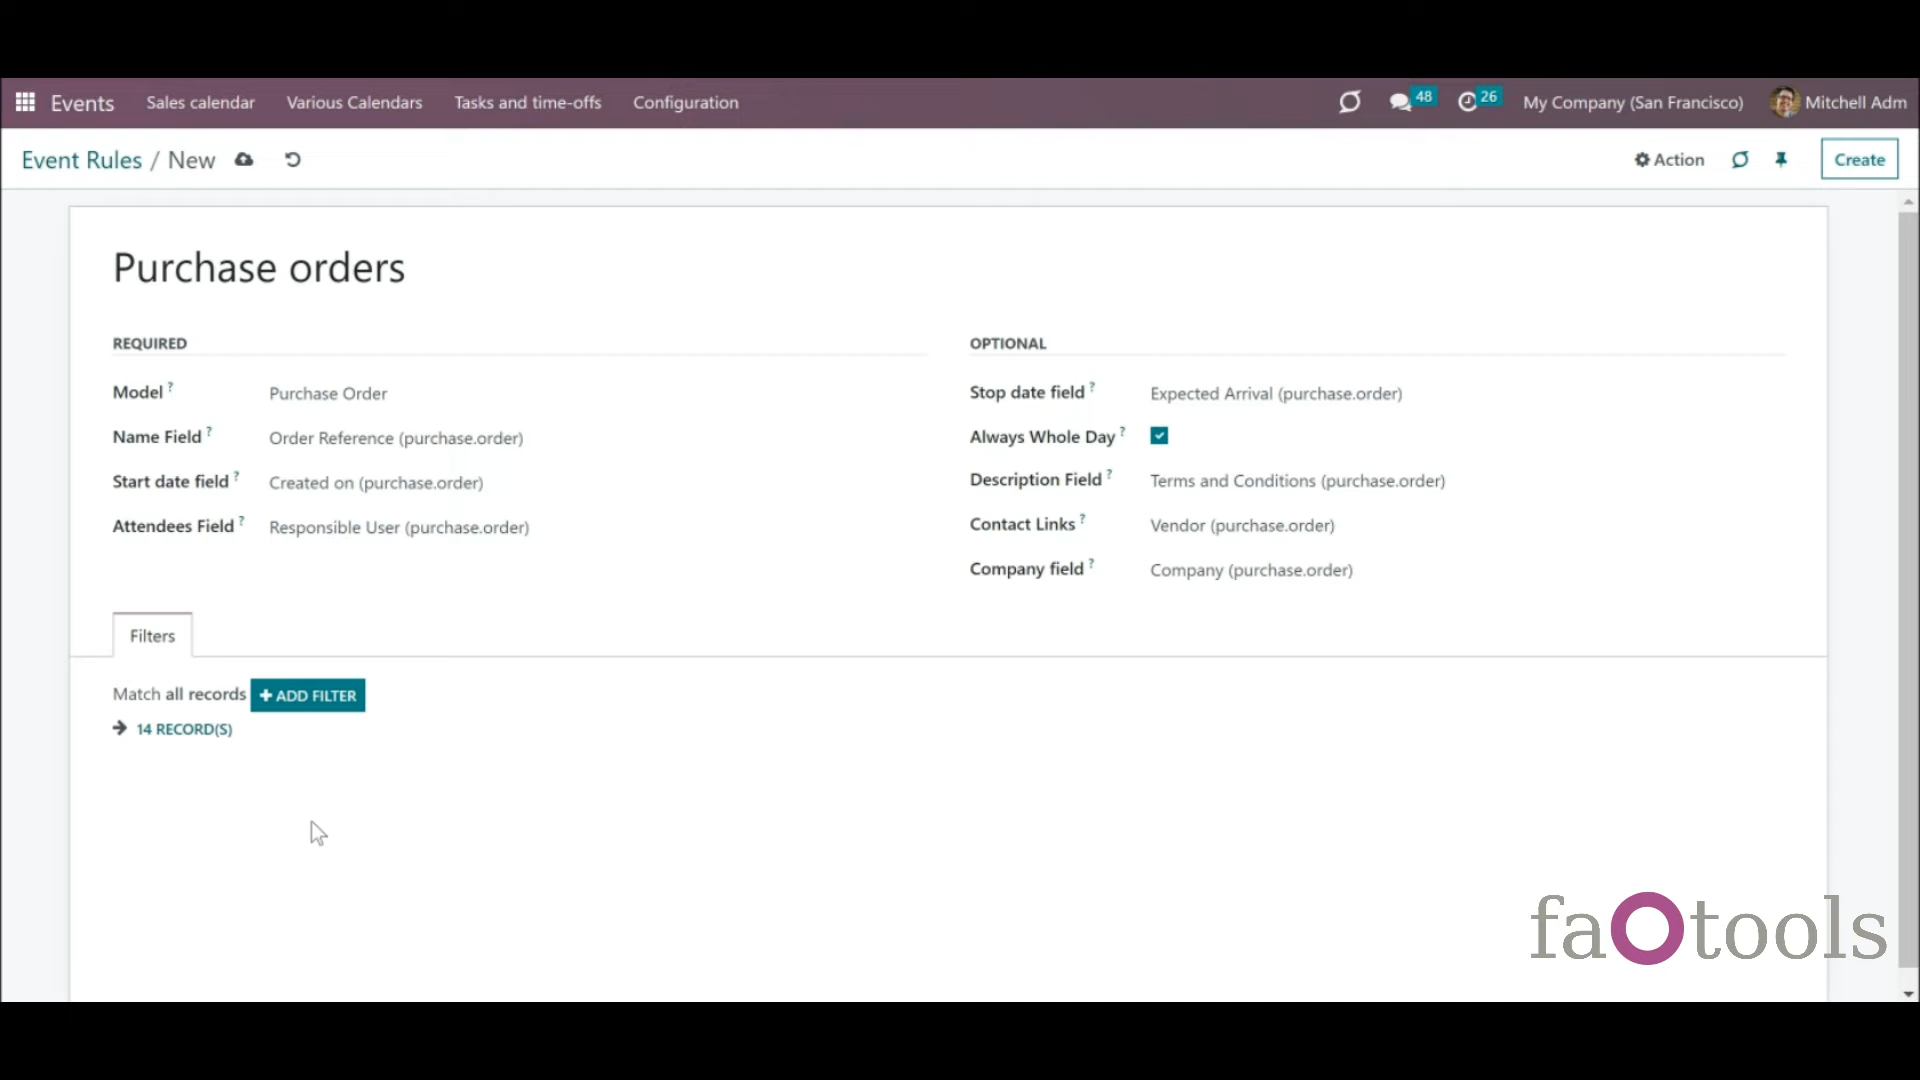 Events Sales calendar Various Calendars Tasks and time-offs Configuration 48 26 My Company (San Francisco) Mitchell Adm
Event Rules / New Action Create
Purchase orders
REQUIRED
Model ? Purchase Order
Name Field ? Order Reference (purchase.order)
Start date field ? Created on (purchase.order)
Attendees Field ? Responsible User (purchase.order)
OPTIONAL
Stop date field ? Expected Arrival (purchase.order)
Always Whole Day ?
Description Field ? Terms and Conditions (purchase.order)
Contact Links ? Vendor (purchase.order)
Company field ? Company (purchase.order)
Filters
Match all records + ADD FILTER
14 RECORD(S)
faOtools